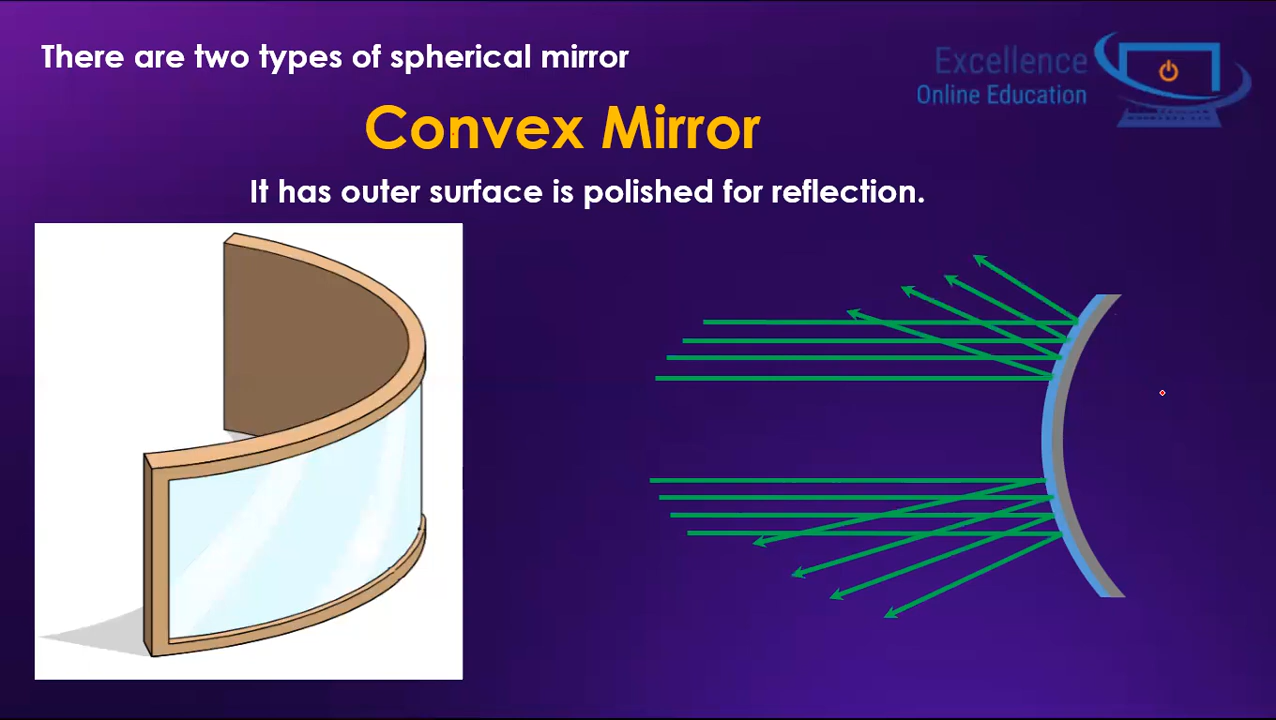 There are two types of spherical mirror
Excellence
Online Education
Convex Mirror
It has outer surface is polished for reflection.